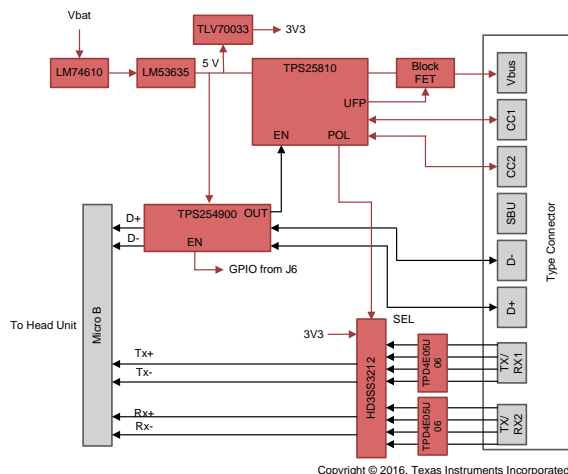 Vbat
TLV70033
3V3
LM74610
LM53635
5 V
TPS25810
Block
FET
UFP
EN
POL
Vbus
CC1
CC2
SBU
D-
D+
Type Connector
TPS254900
OUT
EN
D+
D-
GPIO from J6
To Head Unit
Micro B
SEL
3V3
HD3SS3212
Tx+
Tx-
Rx+
Rx-
TPD4E05U
06
TX/
RX1
TPD4E05U
06
TX/
RX2
Copyright © 2016, Texas Instruments Incorporated